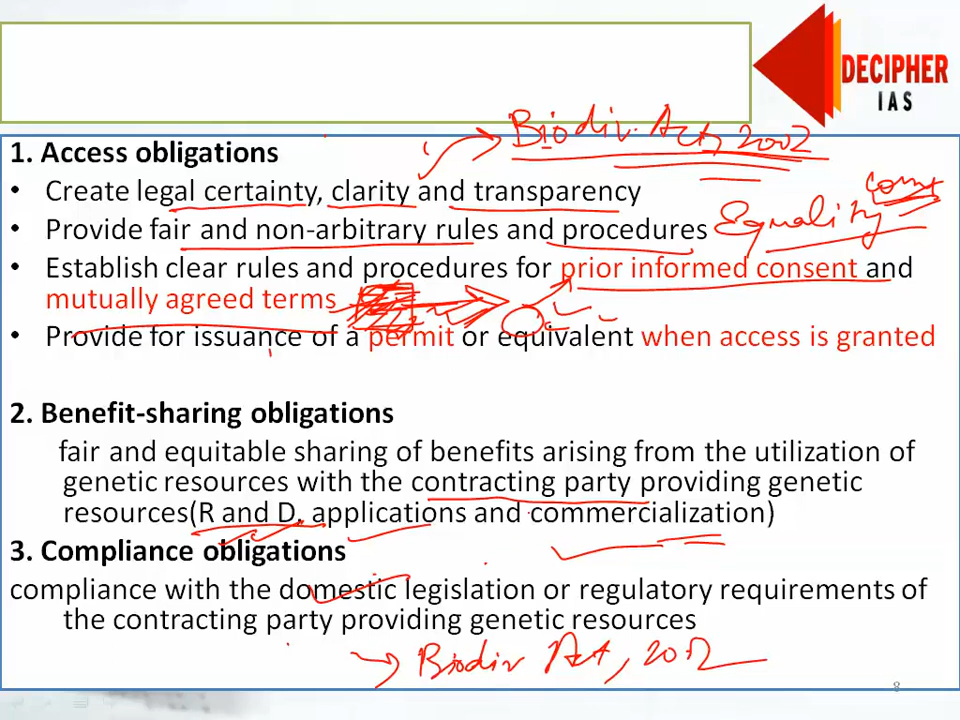 DECIPHER
IAS
Biodiv. Act, 2002
1. Access obligations
• Create legal certainty, clarity and transparency
• Provide fair and non-arbitrary rules and procedures
Equality
• Establish clear rules and procedures for prior informed consent and
mutually agreed terms
• Provide for issuance of a permit or equivalent when access is granted
2. Benefit-sharing obligations
fair and equitable sharing of benefits arising from the utilization of
genetic resources with the contracting party providing genetic
resources(R and D, applications and commercialization)
3. Compliance obligations
compliance with the domestic legislation or regulatory requirements of
the contracting party providing genetic resources
Biodiv Act, 2002
8